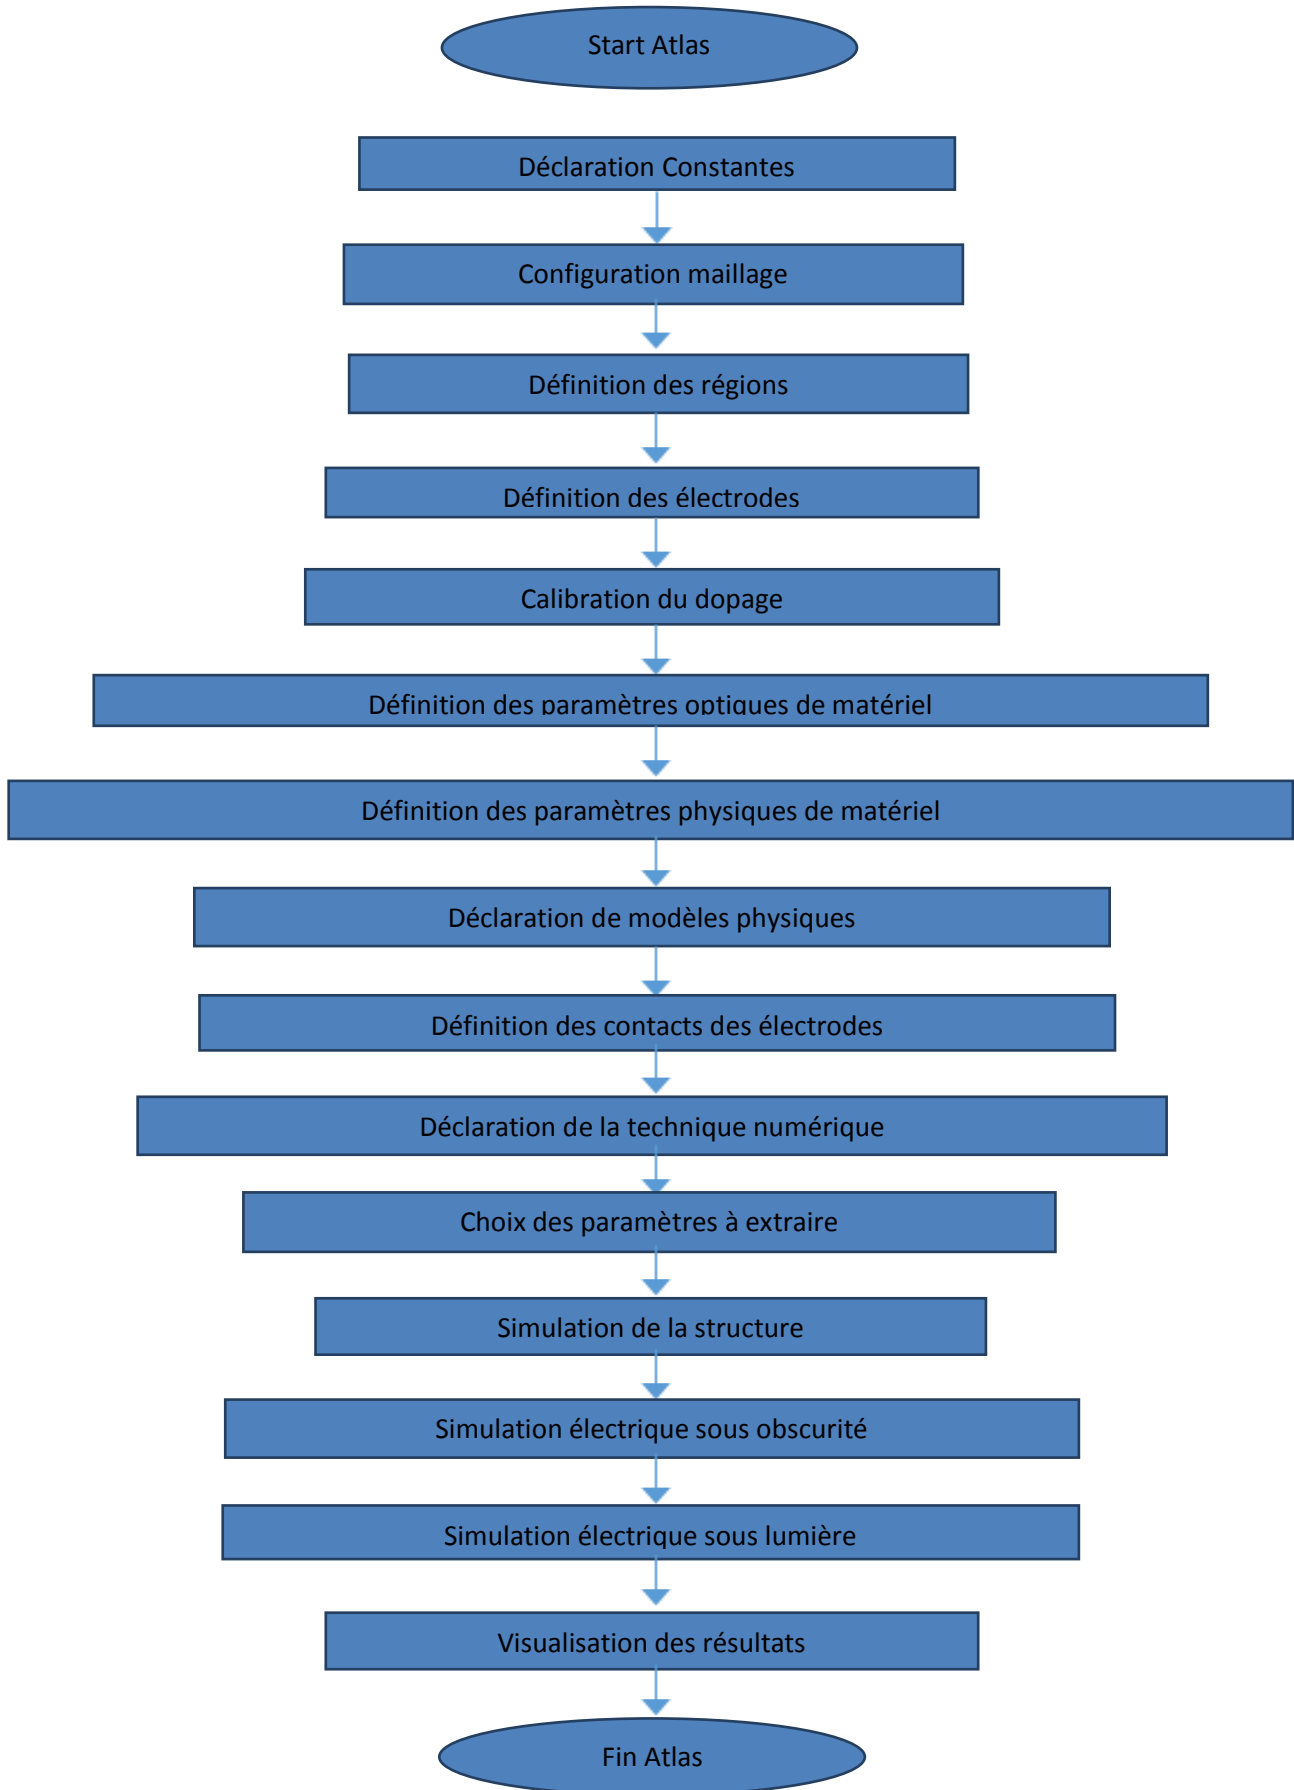 Start Atlas
Déclaration Constantes
Configuration maillage
Définition des régions
Définition des électrodes
Calibration du dopage
Définition des paramètres optiques de matériel
Définition des paramètres physiques de matériel
Déclaration de modèles physiques
Définition des contacts des électrodes
Déclaration de la technique numérique
Choix des paramètres à extraire
Simulation de la structure
Simulation électrique sous obscurité
Simulation électrique sous lumière
Visualisation des résultats
Fin Atlas